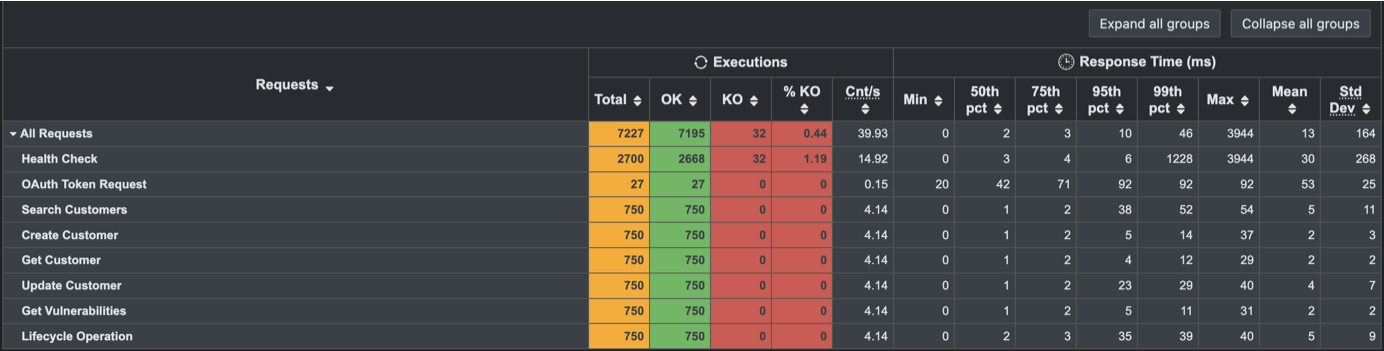 Expand all groups Collapse all groups
Requests Executions Response Time (ms)
Total OK KO % KO Cnt/s Min 50th pct 75th pct 95th pct 99th pct Max Mean Std Dev
All Requests 7227 7195 32 0.44 39.93 0 2 3 10 46 3944 13 164
Health Check 2700 2668 32 1.19 14.92 0 3 4 6 1228 3944 30 268
OAuth Token Request 27 27 0 0 0.15 20 42 71 92 92 92 53 25
Search Customers 750 750 0 0 4.14 0 1 2 38 52 54 5 11
Create Customer 750 750 0 0 4.14 0 1 2 5 14 37 2 3
Get Customer 750 750 0 0 4.14 0 1 2 4 12 29 2 2
Update Customer 750 750 0 0 4.14 0 1 2 23 29 40 4 7
Get Vulnerabilities 750 750 0 0 4.14 0 1 2 5 11 31 2 2
Lifecycle Operation 750 750 0 0 4.14 0 2 3 35 39 40 5 9